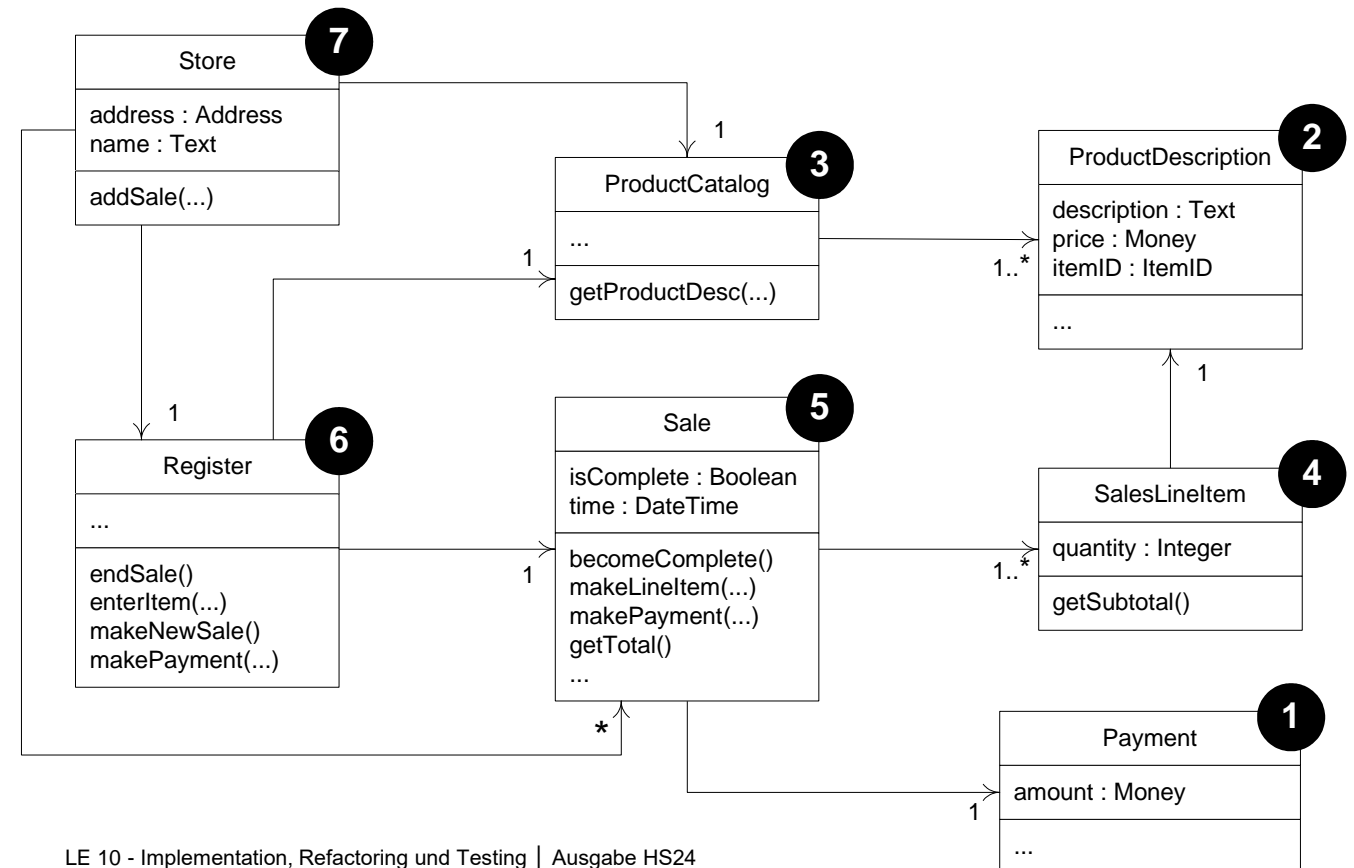 7
Store
address : Address
name : Text
addSale(...)
1
3
ProductCatalog
...
getProductDesc(...)
1
2
ProductDescription
description : Text
price : Money
itemID : ItemID
...
1..*
1
1
6
Register
...
endSale()
enterItem(...)
makeNewSale()
makePayment(...)
5
Sale
isComplete : Boolean
time : DateTime
becomeComplete()
makeLineItem(...)
makePayment(...)
getTotal()
...
1
*
4
SalesLineItem
quantity : Integer
getSubtotal()
1..*
1
Payment
amount : Money
...
1
LE 10 - Implementation, Refactoring und Testing | Ausgabe HS24